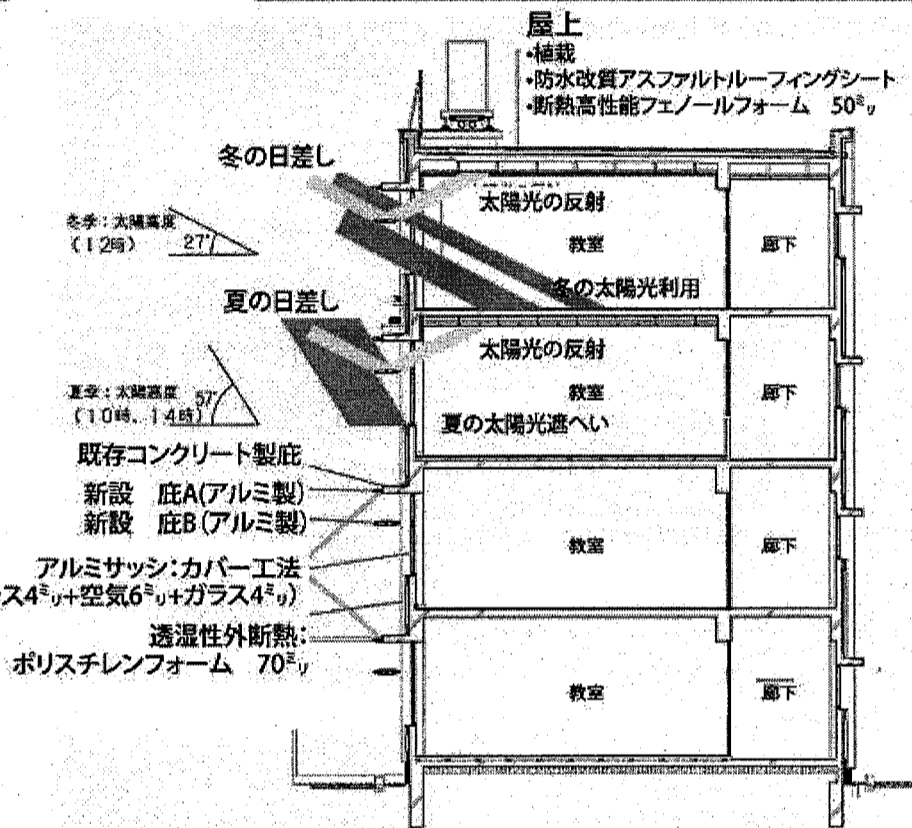 屋上
・植栽
・防水改質アスファルトルーフィングシート
・断熱高性能フェノールフォーム 50ミリ
冬の日差し
太陽光の反射
冬季：太陽高度
（12時）
27°
教室
廊下
冬の太陽光利用
夏の日差し
太陽光の反射
夏季：太陽高度
（10時、14時）
57°
教室
廊下
夏の太陽光遮へい
既存コンクリート製庇
新設 庇A(アルミ製)
新設 庇B(アルミ製)
教室
廊下
アルミサッシ：カバー工法
ス4ミリ+空気6ミリ+ガラス4ミリ)
透湿性外断熱：
ポリスチレンフォーム 70ミリ
教室
廊下